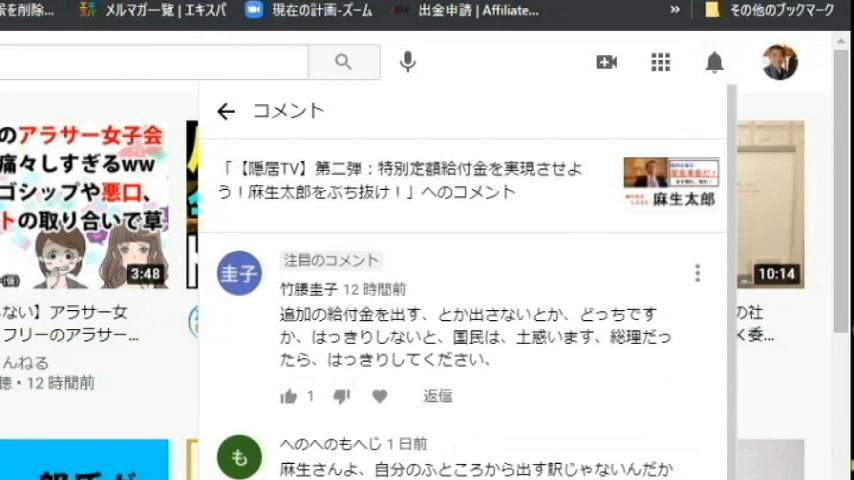 を削除...
メルマガ一覧 | エキスパ
現在の計画-ズーム
出金申請 | Affiliate...
»
その他のブックマーク
コメント
「【隠居TV】第二弾：特別定額給付金を実現させよ
う！麻生太郎をぶち抜け！」へのコメント
麻生太郎
のアラサー女子会
痛々しすぎるww
ゴシップや悪口、
トの取り合いで草
3:48
ない】アラサー女
フリーのアラサー...
んねる
聴・12 時間前
10:14
の社
く委...
圭子
注目のコメント
竹腰圭子 12 時間前
追加の給付金を出す、とか出さないとか、どっちです
か、はっきりしないと、国民は、土惑います、総理だっ
たら、はっきりしてください、
1
返信
も
へのへのもへじ 1 日前
麻生さんよ、自分のふところから出す訳じゃないんだか